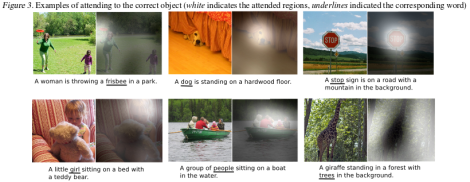 Figure 3. Examples of attending to the correct object (white indicates the attended regions, underlines indicated the corresponding word)
STOP
A woman is throwing a frisbee in a park.
A dog is standing on a hardwood floor.
A stop sign is on a road with a
mountain in the background.
A little girl sitting on a bed with
a teddy bear.
A group of people sitting on a boat
in the water.
A giraffe standing in a forest with
trees in the background.